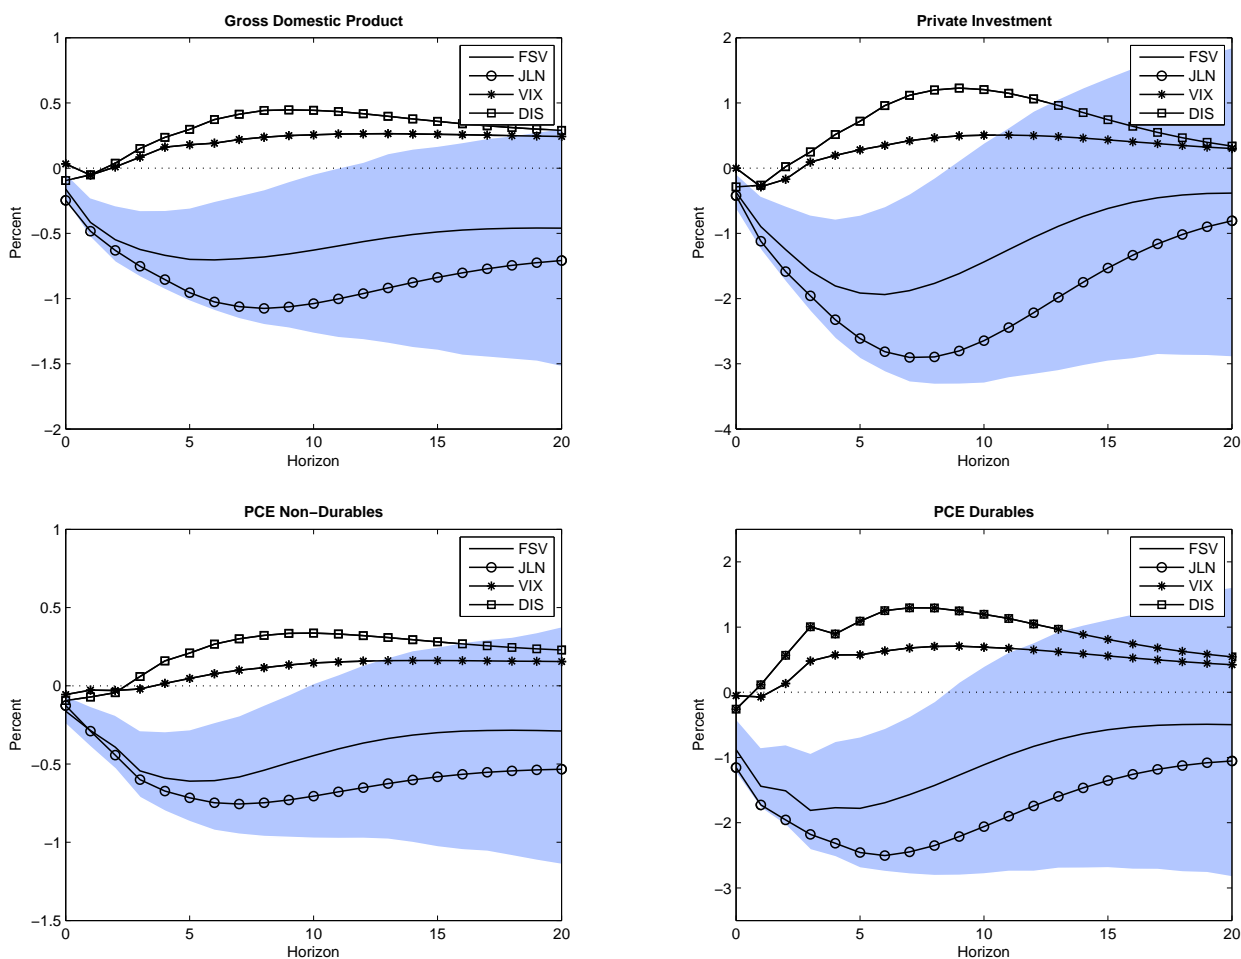 Gross Domestic Product
1
0.5
0
−0.5
−1
−1.5
−2
Percent
0 5 10 15 20
Horizon
FSV
JLN
VIX
DIS
Private Investment
2
1
0
−1
−2
−3
−4
Percent
0 5 10 15 20
Horizon
FSV
JLN
VIX
DIS
PCE Non−Durables
1
0.5
0
−0.5
−1
−1.5
Percent
0 5 10 15 20
Horizon
FSV
JLN
VIX
DIS
PCE Durables
2
1
0
−1
−2
−3
Percent
0 5 10 15 20
Horizon
FSV
JLN
VIX
DIS